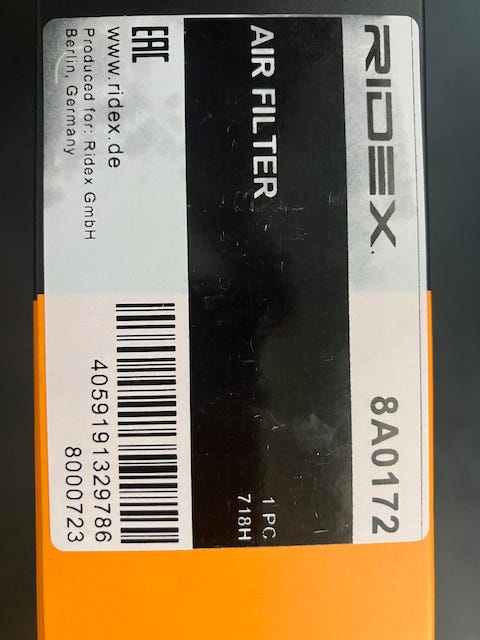 RIDEX 8A0172
AIR FILTER
1 PC
718H
EAC
www.ridex.de
Produced for: Ridex GmbH
Berlin, Germany
4059191329786
8000723